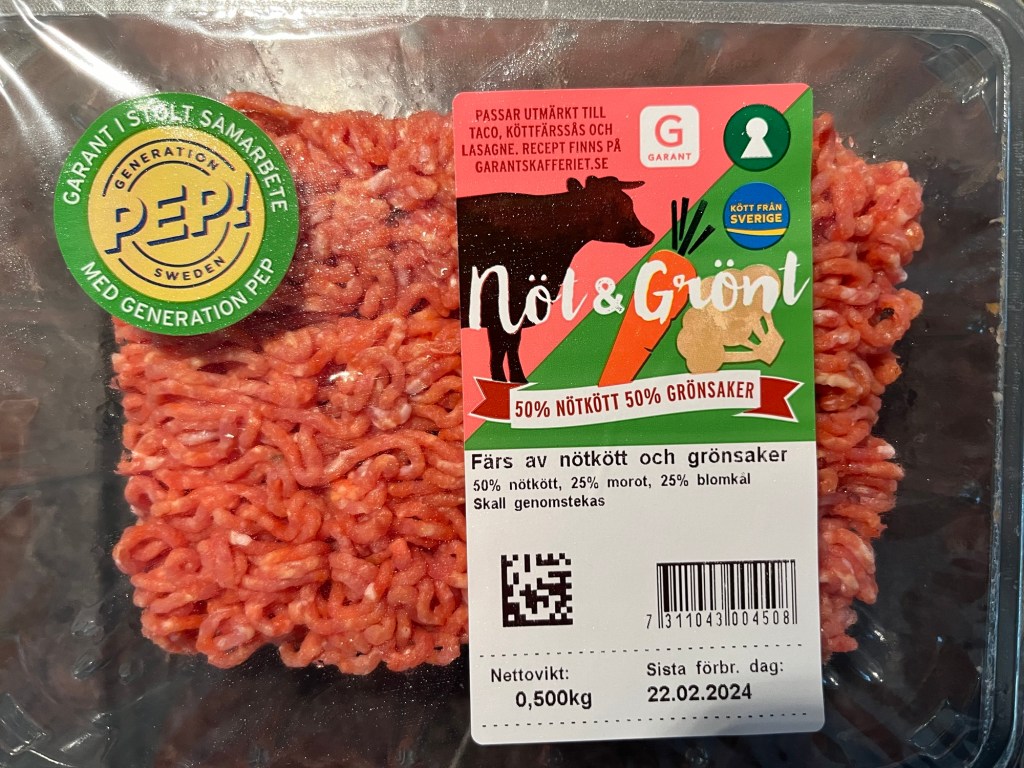 GARANT I STOLT SAMARBETE
GENERATION
PEP!
SWEDEN
MED GENERATION PEP
PASSAR UTMÄRKT TILL
TACO, KÖTTFÄRSSÅS OCH
LASAGNE. RECEPT FINNS PÅ
GARANTSKAFFERIET.SE
G
GARANT
KÖTT FRÅN
SVERIGE
Nöt & Grönt
50% NÖTKÖTT 50% GRÖNSAKER
Färs av nötkött och grönsaker
50% nötkött, 25% morot, 25% blomkål
Skall genomstekas
7 311043 004508
Nettovikt:
0,500kg
Sista förbr. dag:
22.02.2024